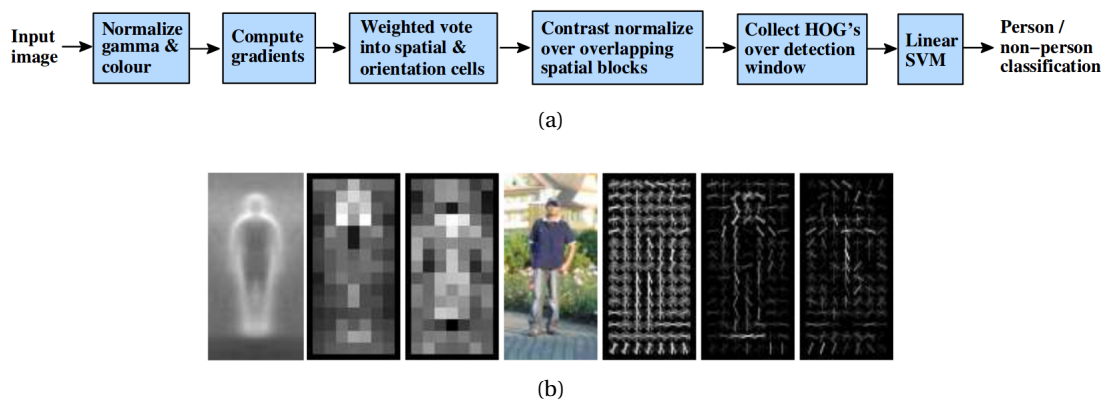 Input
image
Normalize
gamma &
colour
Compute
gradients
Weighted vote
into spatial &
orientation cells
Contrast normalize
over overlapping
spatial blocks
Collect HOG's
over detection
window
Linear
SVM
Person /
non−person
classification
(a)
(b)